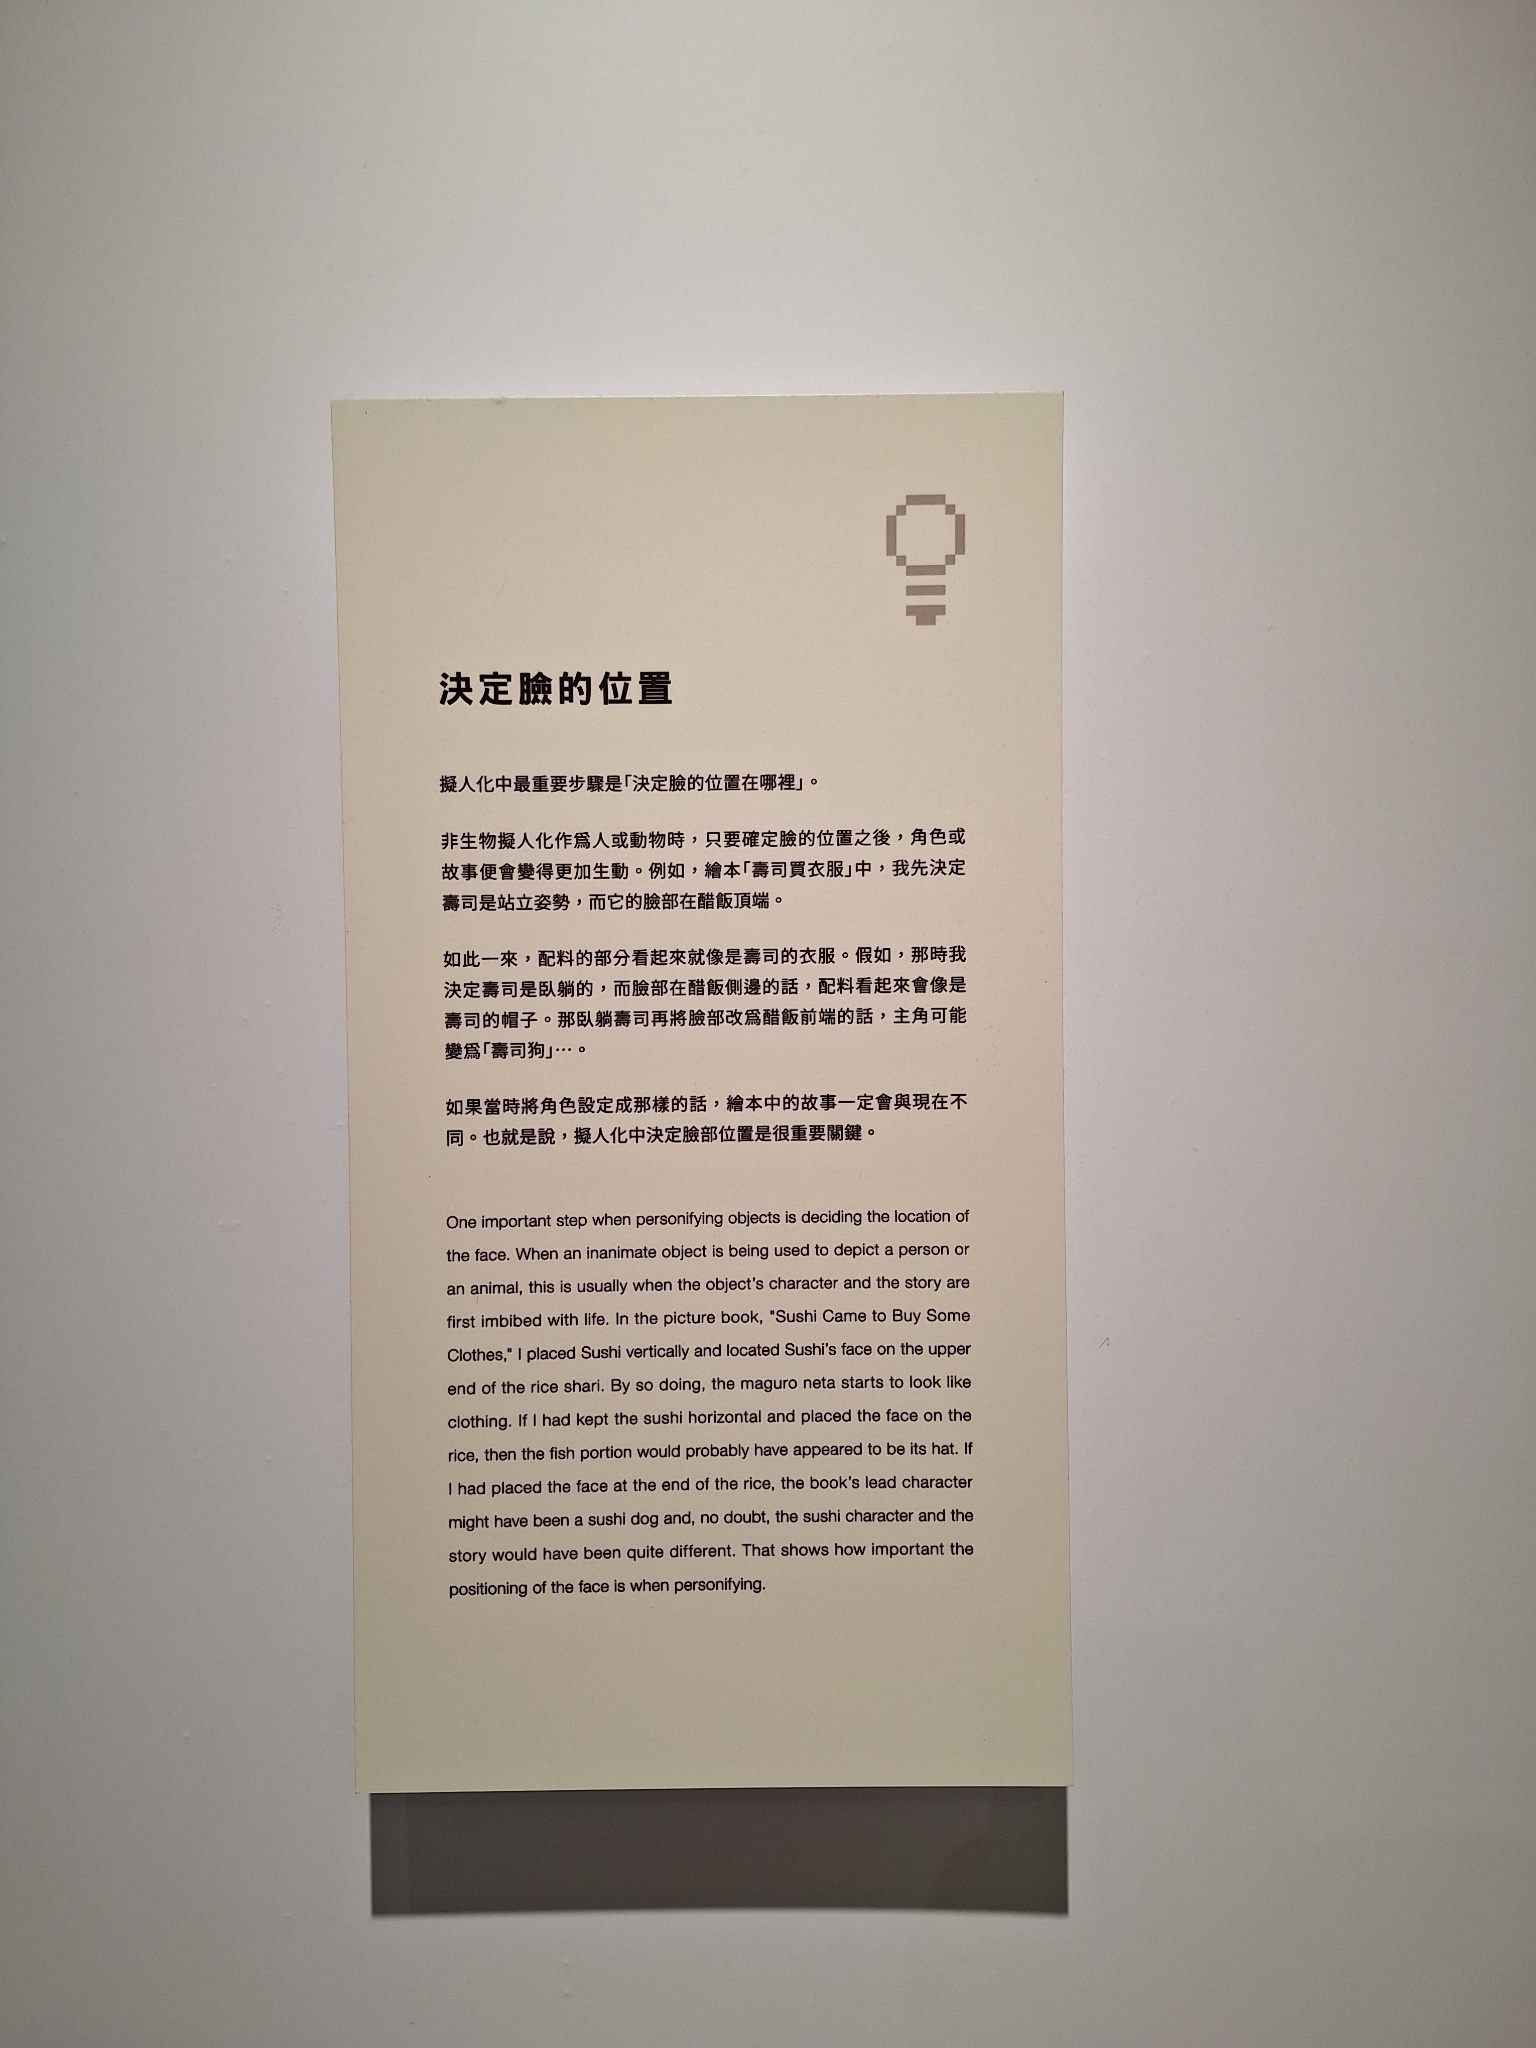 決定臉的位置
擬人化中最重要步驟是「決定臉的位置在哪裡」。
非生物擬人化作爲人或動物時，只要確定臉的位置之後，角色或
故事便會變得更加生動。例如，繪本「壽司買衣服」中，我先決定
壽司是站立姿勢，而它的臉部在醋飯頂端。
如此一來，配料的部分看起來就像是壽司的衣服。假如，那時我
決定壽司是臥躺的，而臉部在醋飯側邊的話，配料看起來會像是
壽司的帽子。那臥躺壽司再將臉部改爲醋飯前端的話，主角可能
變爲「壽司狗」⋯。
如果當時將角色設定成那樣的話，繪本中的故事一定會與現在不
同。也就是說，擬人化中決定臉部位置是很重要關鍵。
One important step when personifying objects is deciding the location of
the face. When an inanimate object is being used to depict a person or
an animal, this is usually when the object's character and the story are
first imbibed with life. In the picture book, "Sushi Came to Buy Some
Clothes," I placed Sushi vertically and located Sushi's face on the upper
end of the rice shari. By so doing, the maguro neta starts to look like
clothing. If I had kept the sushi horizontal and placed the face on the
rice, then the fish portion would probably have appeared to be its hat. If
I had placed the face at the end of the rice, the book's lead character
might have been a sushi dog and, no doubt, the sushi character and the
story would have been quite different. That shows how important the
positioning of the face is when personifying.